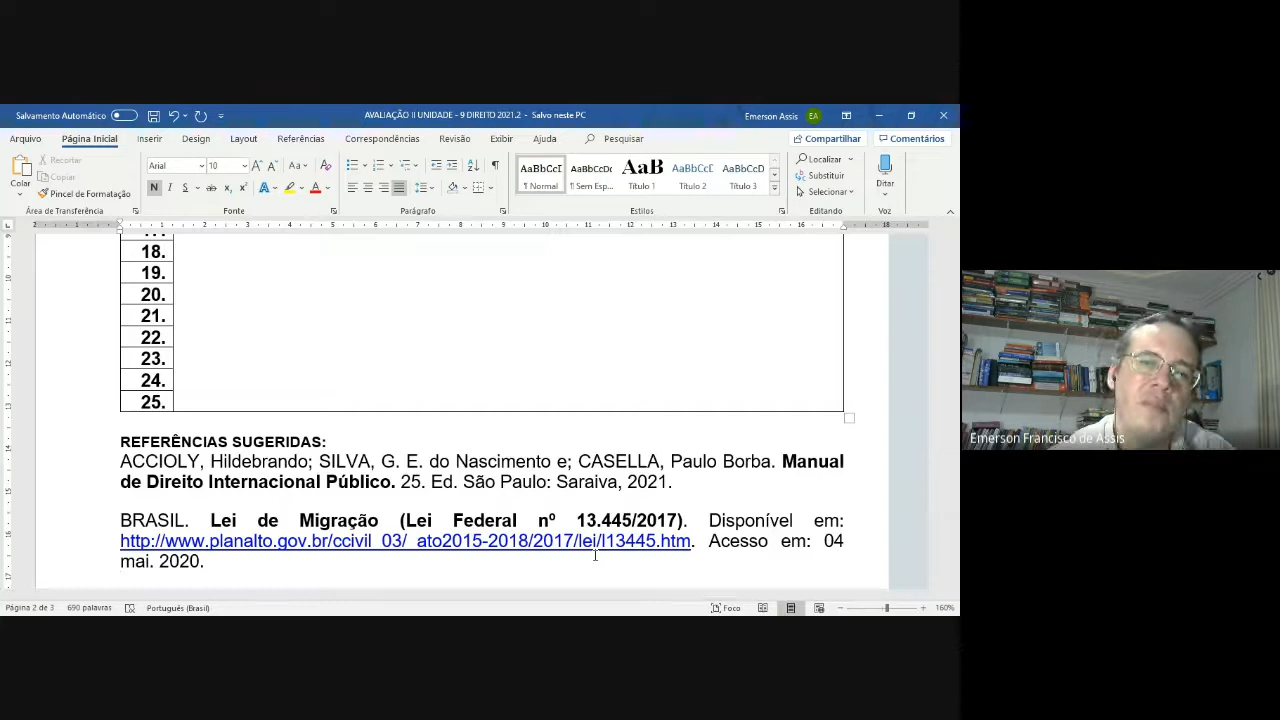 Salvamento Automático
AVALIAÇÃO II UNIDADE - 9 DIREITO 2021.2 - Salvo neste PC
Emerson Assis EA
Arquivo Página Inicial Inserir Design Layout Referências Correspondências Revisão Exibir Ajuda Pesquisar Compartilhar Comentários
Colar
Recortar
Copiar
Pincel de Formatação
Área de Transferência
Arial 10
Fonte
Parágrafo
AaBbCcI AaBbCcDc AaB AaBbCcC AaBbCcD
¶ Normal ¶ Sem Esp... Título 1 Título 2 Título 3
Estilos
Localizar
Substituir
Selecionar
Editando
Ditar
Voz
18.
19.
20.
21.
22.
23.
24.
25.
REFERÊNCIAS SUGERIDAS:
ACCIOLY, Hildebrando; SILVA, G. E. do Nascimento e; CASELLA, Paulo Borba. Manual
de Direito Internacional Público. 25. Ed. São Paulo: Saraiva, 2021.
BRASIL. Lei de Migração (Lei Federal nº 13.445/2017). Disponível em:
http://www.planalto.gov.br/ccivil_03/_ato2015-2018/2017/lei/l13445.htm. Acesso em: 04
mai. 2020.
Página 2 de 3 690 palavras Português (Brasil) Foco 160%
Emerson Francisco de Assis